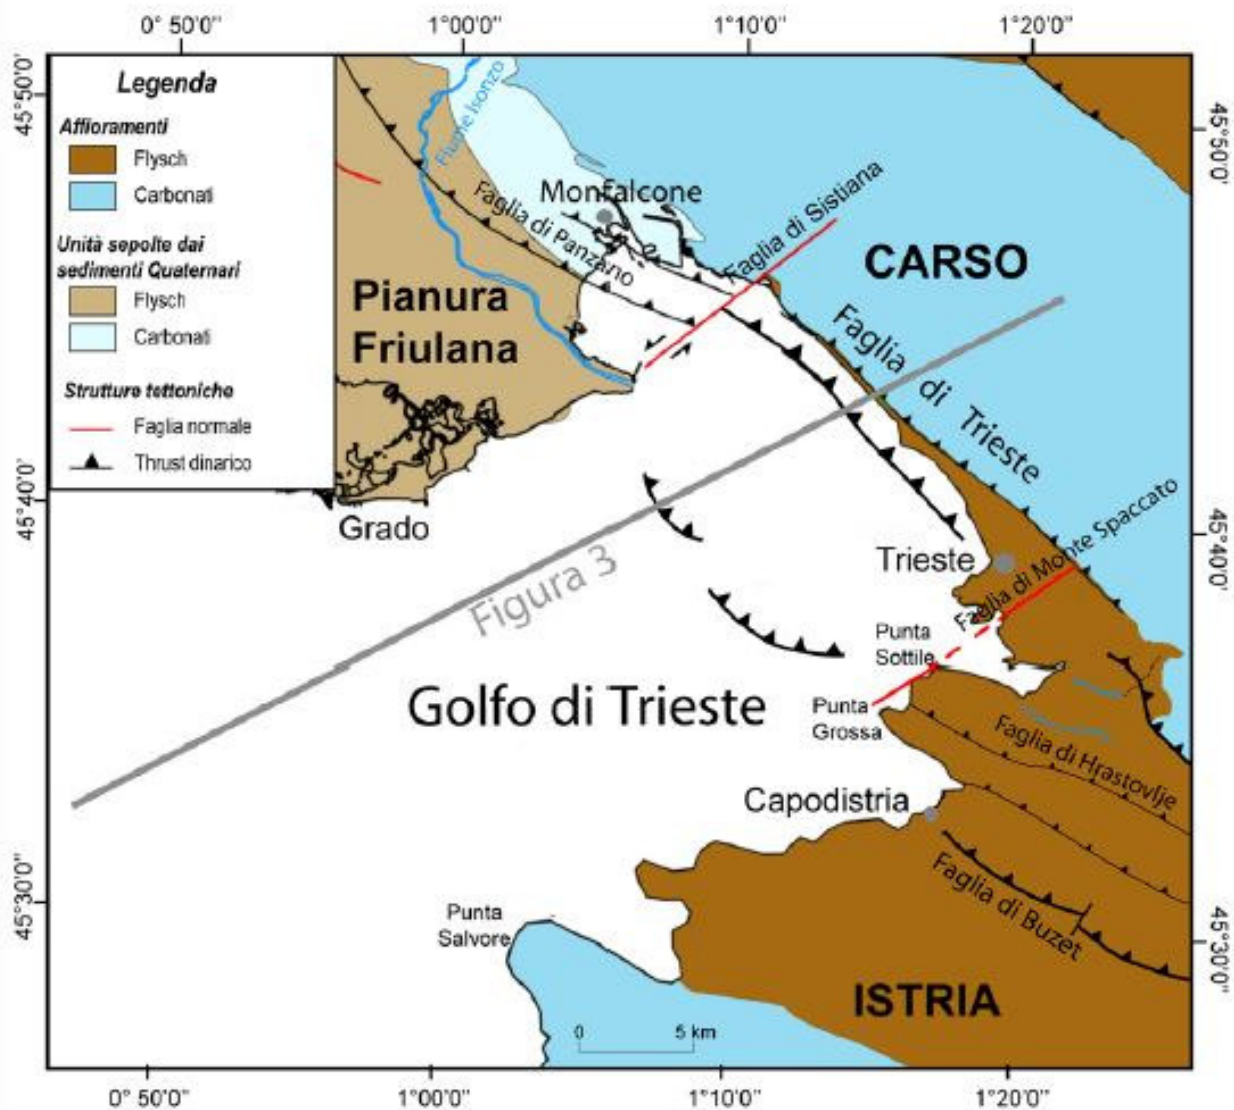 0° 50'0"
1°00'0"
1°10'0"
1°20'0"
45°50'0"
45°40'0"
45°30'0"
Legenda
Affioramenti
Flysch
Carbonati
Unità sepolte dai
sedimenti Quaternari
Flysch
Carbonati
Strutture tettoniche
Faglia normale
Thrust dinarico
Fiume Isonzo
Monfalcone
Faglia di Panzano
Faglia di Sistiana
CARSO
Pianura
Friulana
Faglia di Trieste
Grado
Figura 3
Trieste
Faglia di Monte Spaccato
Punta
Sottile
Golfo di Trieste
Punta
Grossa
Faglia di Hrastovlje
Capodistria
Faglia di Buzet
Punta
Salvore
ISTRIA
0 5 km
45°50'0"
45°40'0"
45°30'0"
0° 50'0"
1°00'0"
1°10'0"
1°20'0"